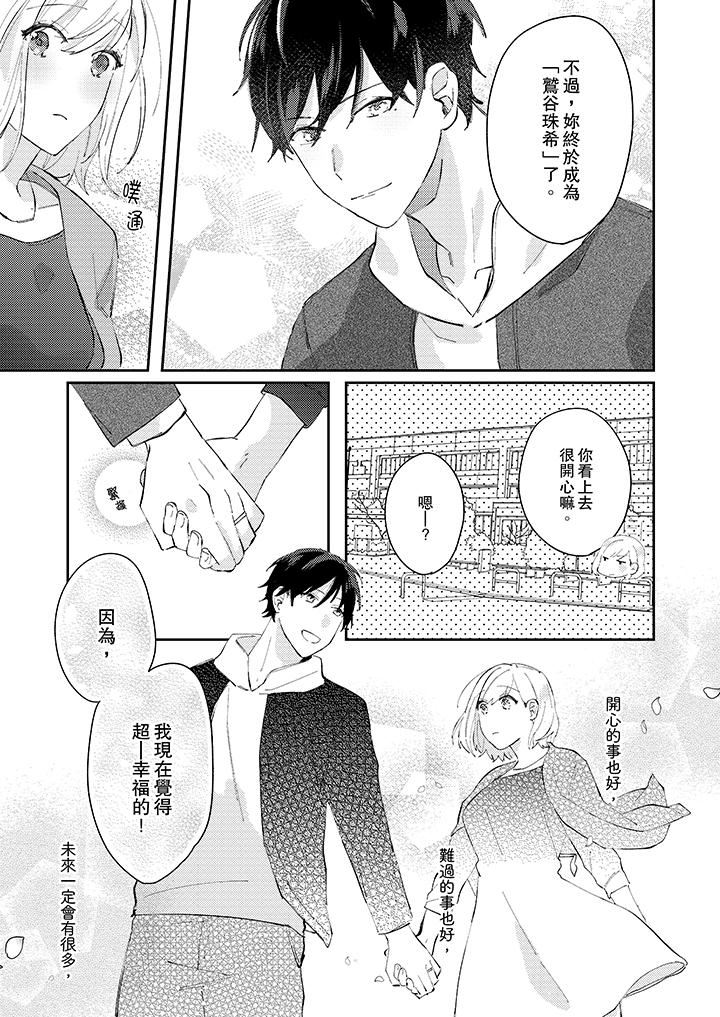 不過，妳終於成為
「鷲谷珠希」了。
噗通
你看上去
很開心嘛。
嗯—？
緊握
因為，
我現在覺得
超—幸福的！
開心的事也好，
難過的事也好，
未來一定會有很多，